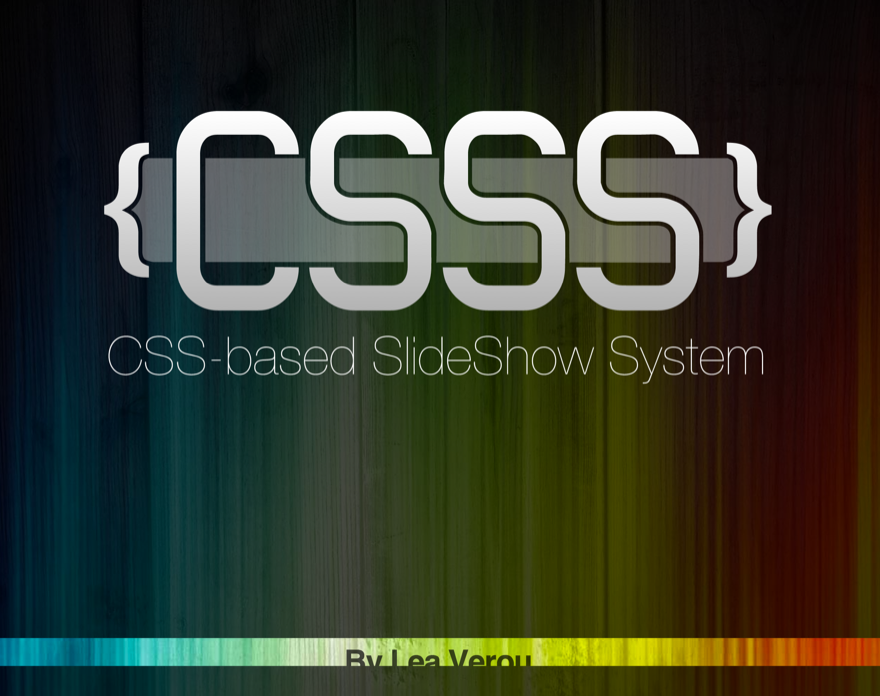 {CSSS}
CSS-based SlideShow System
By Lea Verou